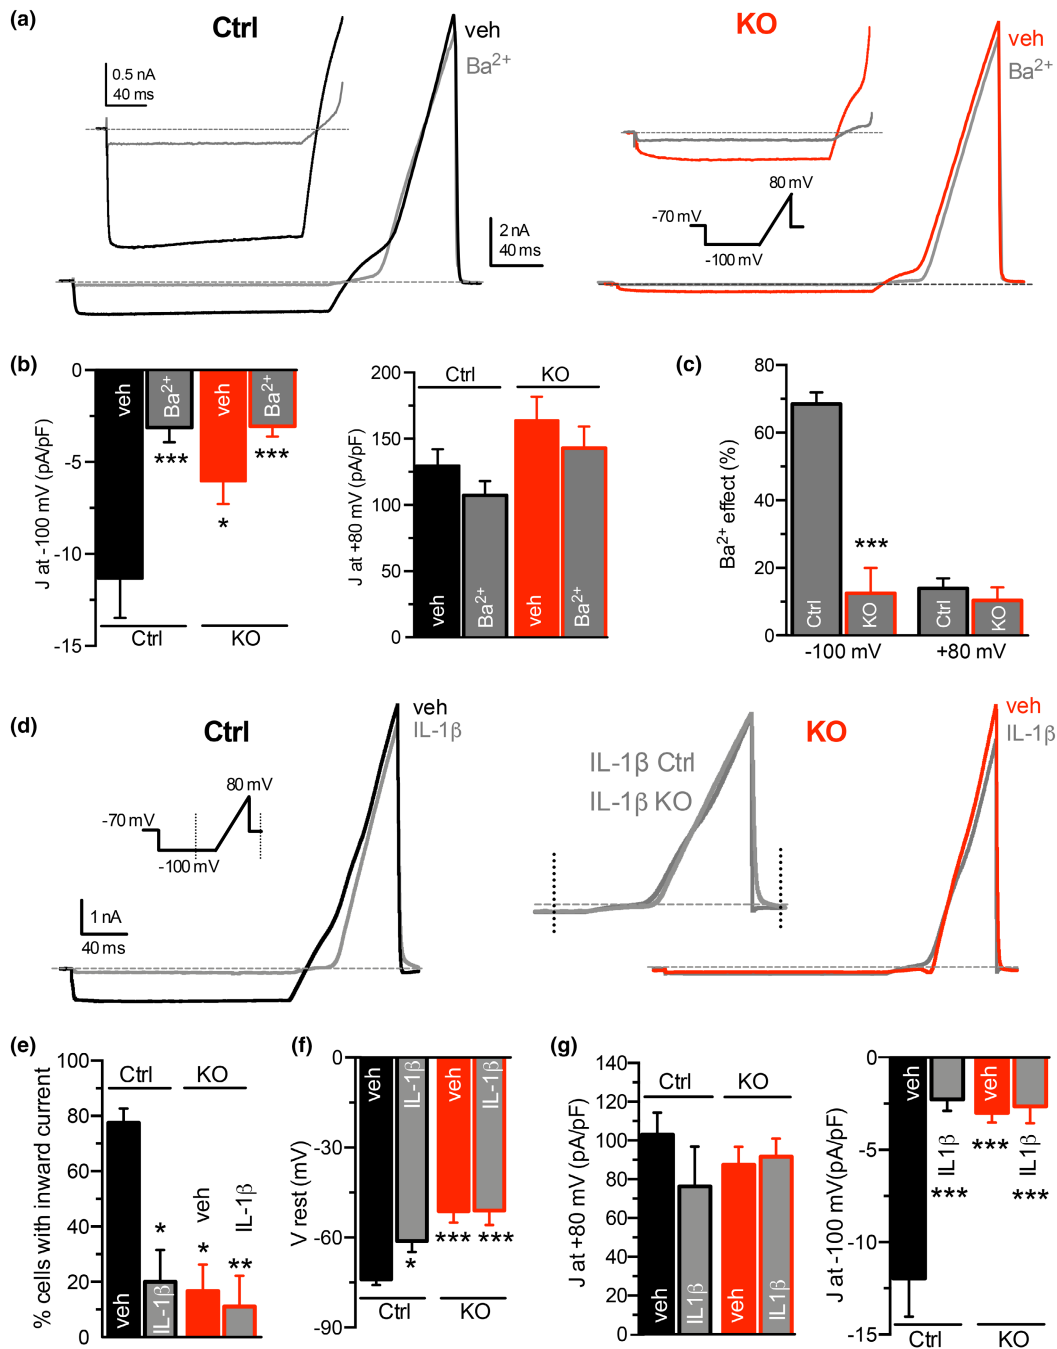 (a)
Ctrl
veh
Ba2+
0.5 nA
40 ms
2 nA
40 ms
KO
veh
Ba2+
80 mV
-70 mV
-100 mV
(b)
0
-5
-10
-15
J at -100 mV (pA/pF)
veh
Ba2+
veh
Ba2+
***
*
***
Ctrl
KO
200
150
100
50
0
J at +80 mV (pA/pF)
Ctrl
KO
veh
Ba2+
veh
Ba2+
(c)
80
60
40
20
0
Ba2+ effect (%)
***
Ctrl
KO
Ctrl
KO
-100 mV
+80 mV
(d)
Ctrl
veh
IL-1β
80 mV
-70 mV
-100 mV
1 nA
40 ms
IL-1β Ctrl
IL-1β KO
KO
veh
IL-1β
(e)
100
80
60
40
20
0
% cells with inward current
Ctrl
KO
veh
IL-1β
veh
IL-1β
*
*
**
(f)
0
-30
-60
-90
V rest (mV)
veh
IL-1β
veh
IL-1β
*
***
***
Ctrl
KO
(g)
140
120
100
80
60
40
20
0
J at +80 mV (pA/pF)
Ctrl
KO
veh
IL1β
veh
IL1β
0
-5
-10
-15
J at -100 mV(pA/pF)
veh
IL1β
veh
IL1β
***
***
***
Ctrl
KO